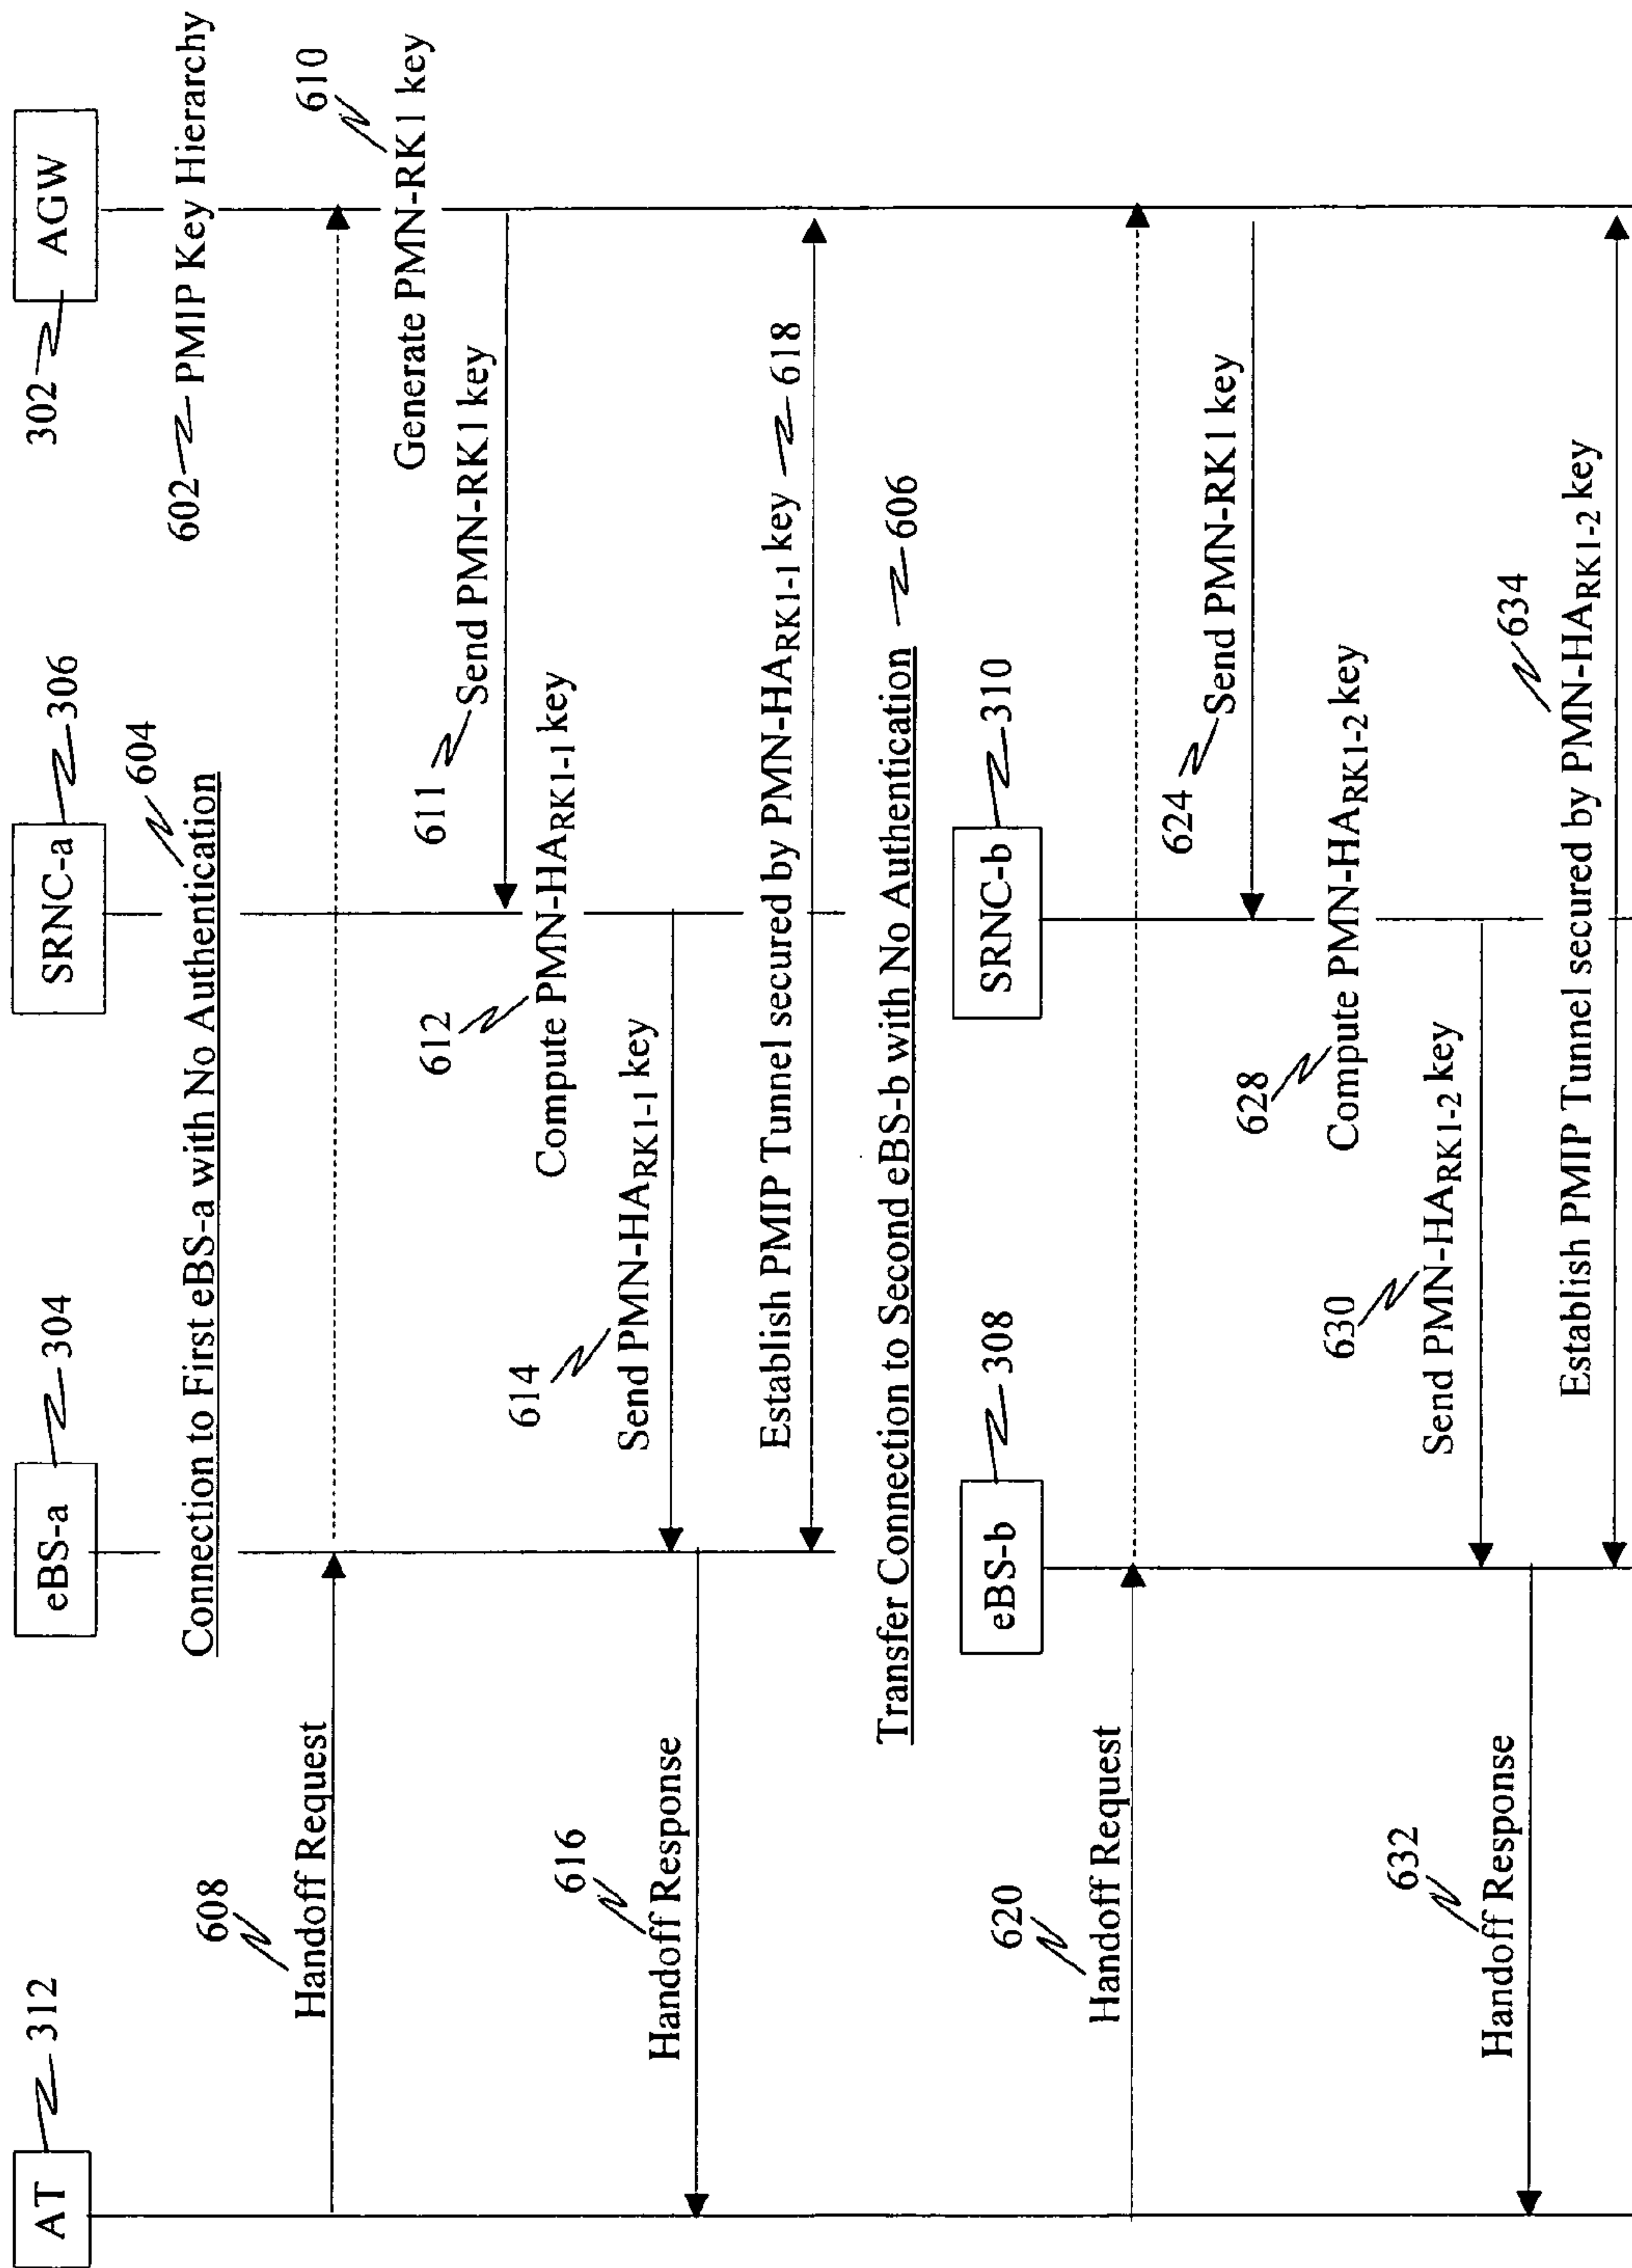 AT
312
eBS-a
304
SRNC-a
306
AGW
302
602
PMIP Key Hierarchy
Connection to First eBS-a with No Authentication
604
608
Handoff Request
610
Generate PMN-RK1 key
611
Send PMN-RK1 key
612
Compute PMN-HARK1-1 key
614
Send PMN-HARK1-1 key
616
Handoff Response
Establish PMIP Tunnel secured by PMN-HARK1-1 key
618
Transfer Connection to Second eBS-b with No Authentication
606
eBS-b
308
SRNC-b
310
620
Handoff Request
624
Send PMN-RK1 key
628
Compute PMN-HARK1-2 key
630
Send PMN-HARK1-2 key
632
Handoff Response
634
Establish PMIP Tunnel secured by PMN-HARK1-2 key